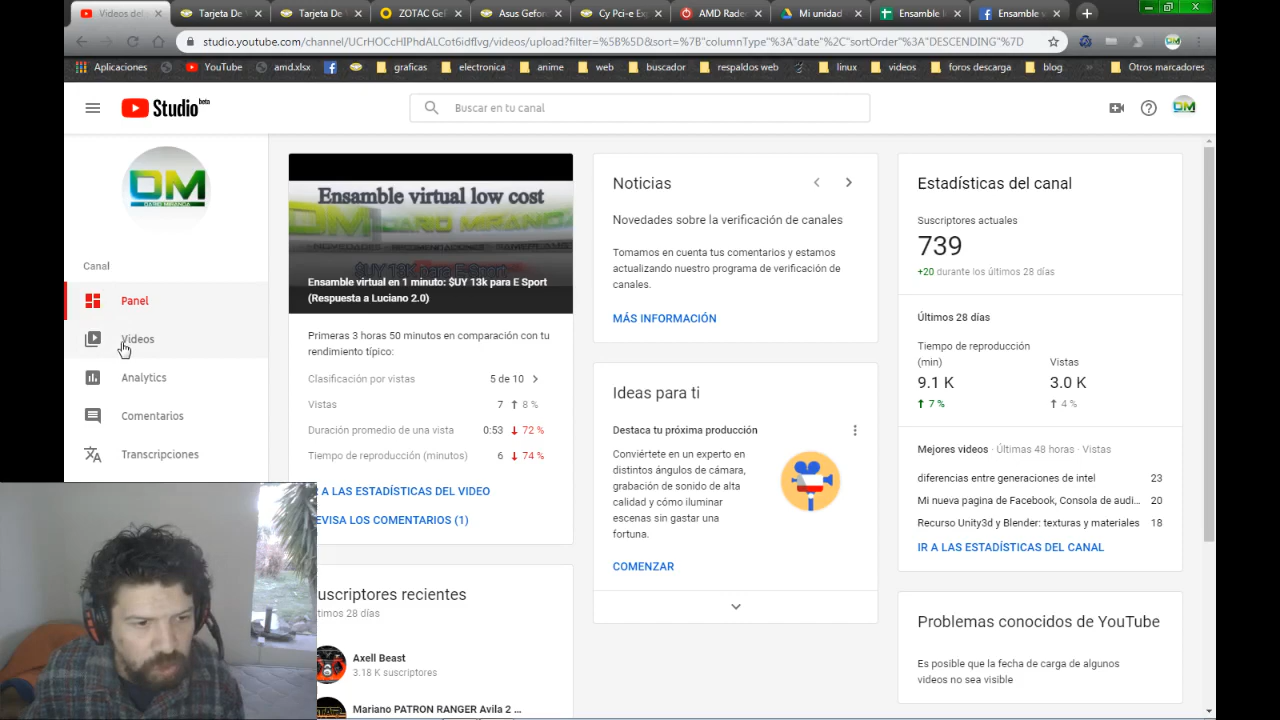 Videos de
Tarjeta De
Tarjeta De
ZOTAC Gef
Asus Getor
Cy Pci-e Ex
AMD Rade
Mi unidad
Ensamble l
Ensamble s
studio.youtube.com/channel/UCrHOCcHIPhdALCot6idfIvg/videos/upload?filter=%5B%5D&sort=%7B"columnType"%3A"date"%2C"sortOrder"%3A"DESCENDING"%7D
Aplicaciones
YouTube
amd.xlsx
graficas
electronica
anime
web
buscador
respaldos web
linux
videos
foros descarga
blog
Otros marcadores
Studio beta
Buscar en tu canal
DM
DM
Canal
Panel
Videos
Analytics
Comentarios
Transcripciones
Ensamble virtual low cost
DM
$UY 13K para E Sport
Ensamble virtual en 1 minuto: $UY 13k para E Sport
(Respuesta a Luciano 2.0)
Primeras 3 horas 50 minutos en comparación con tu
rendimiento típico:
Clasificación por vistas 5 de 10
Vistas 7 8 %
Duración promedio de una vista 0:53 72 %
Tiempo de reproducción (minutos) 6 74 %
R A LAS ESTADÍSTICAS DEL VIDEO
EVISA LOS COMENTARIOS (1)
uscriptores recientes
ltimos 28 días
Axell Beast
3.18 K suscriptores
Mariano PATRON RANGER Avila 2 ...
Noticias
Novedades sobre la verificación de canales
Tomamos en cuenta tus comentarios y estamos
actualizando nuestro programa de verificación de
canales.
MÁS INFORMACIÓN
Ideas para ti
Destaca tu próxima producción
Conviértete en un experto en
distintos ángulos de cámara,
grabación de sonido de alta
calidad y cómo iluminar
escenas sin gastar una
fortuna.
COMENZAR
Estadísticas del canal
Suscriptores actuales
739
+20 durante los últimos 28 días
Últimos 28 días
Tiempo de reproducción
(min)
9.1 K
7 %
Vistas
3.0 K
4 %
Mejores videos · Últimas 48 horas · Vistas
diferencias entre generaciones de intel 23
Mi nueva pagina de Facebook, Consola de audi... 20
Recurso Unity3d y Blender: texturas y materiales 18
IR A LAS ESTADÍSTICAS DEL CANAL
Problemas conocidos de YouTube
Es posible que la fecha de carga de algunos
videos no sea visible